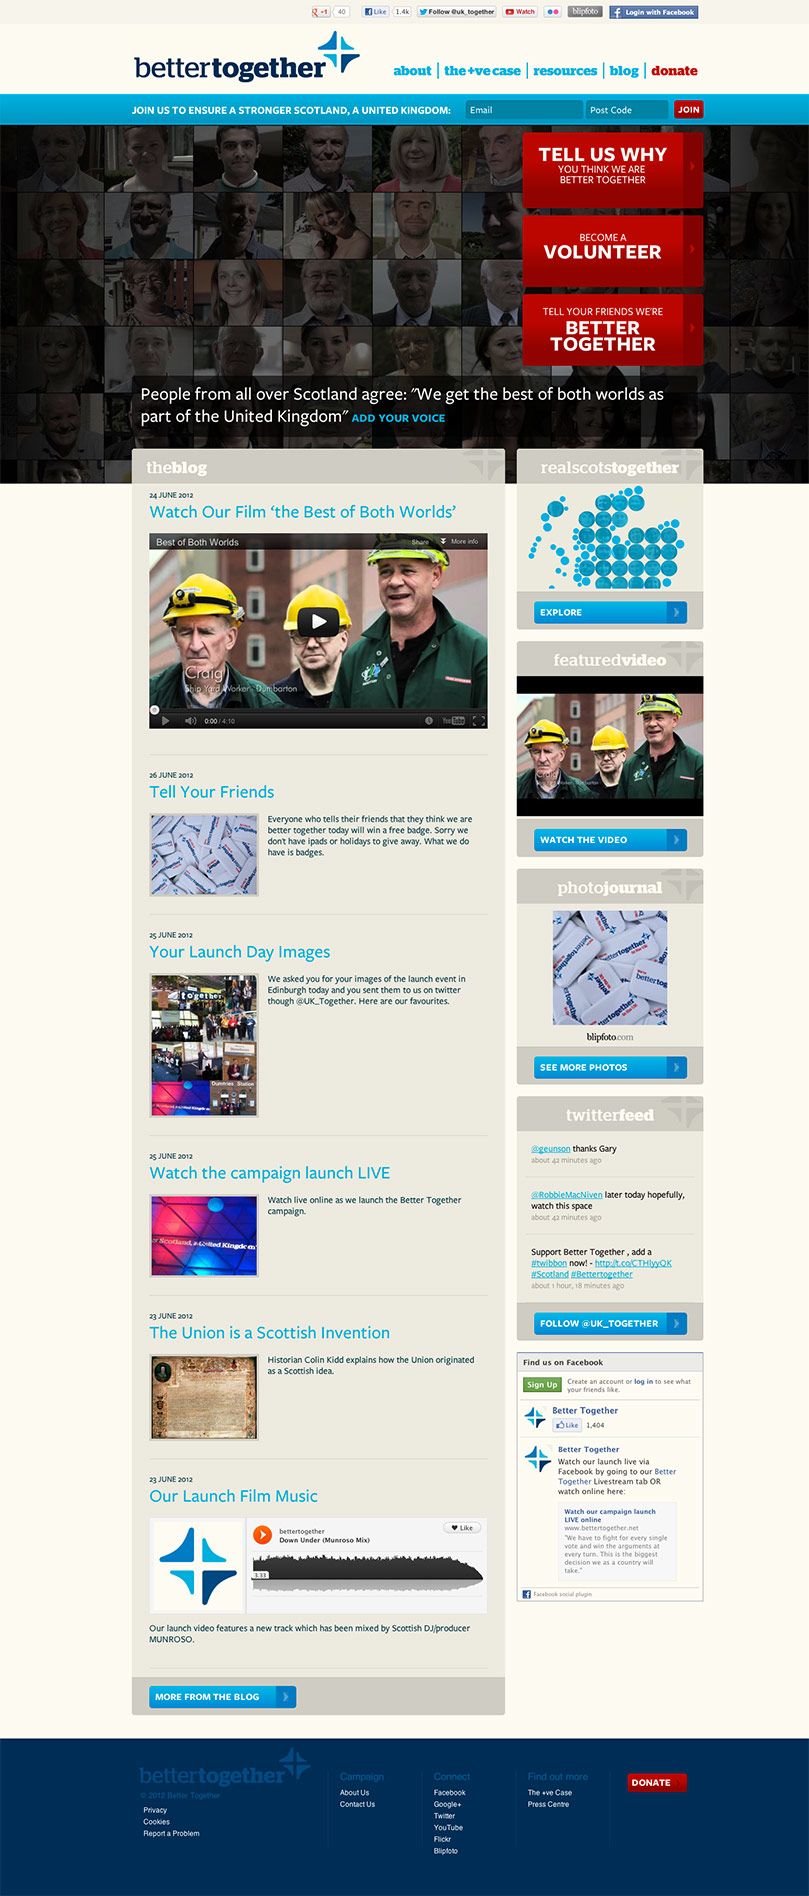 +1 40 Like 1.4k Follow @uk_together Watch blipfoto Login with Facebook
bettertogether
about the +ve case resources blog donate
JOIN US TO ENSURE A STRONGER SCOTLAND, A UNITED KINGDOM: Email Post Code JOIN
TELL US WHY
YOU THINK WE ARE
BETTER TOGETHER
BECOME A
VOLUNTEER
TELL YOUR FRIENDS WE'RE
BETTER
TOGETHER
People from all over Scotland agree: "We get the best of both worlds as
part of the United Kingdom" ADD YOUR VOICE
theblog
24 JUNE 2012
Watch Our Film ‘the Best of Both Worlds’
Best of Both Worlds Share More info
Craig
Ship Yard Worker - Dumbarton
0:00 / 4:10 YouTube
26 JUNE 2012
Tell Your Friends
Everyone who tells their friends that they think we are
better together today will win a free badge. Sorry we
don't have ipads or holidays to give away. What we do
have is badges.
25 JUNE 2012
Your Launch Day Images
together
Dumfries Station
We asked you for your images of the launch event in
Edinburgh today and you sent them to us on twitter
though @UK_Together. Here are our favourites.
25 JUNE 2012
Watch the campaign launch LIVE
r Scotland, a United Kingdom
Watch live online as we launch the Better Together
campaign.
23 JUNE 2012
The Union is a Scottish Invention
Historian Colin Kidd explains how the Union originated
as a Scottish idea.
23 JUNE 2012
Our Launch Film Music
bettertogether Like
Down Under (Munroso Mix)
3.33
Our launch video features a new track which has been mixed by Scottish DJ/producer
MUNROSO.
MORE FROM THE BLOG
realscotstogether
EXPLORE
featuredvideo
WATCH THE VIDEO
photojournal
bettertogether
blipfoto.com
SEE MORE PHOTOS
twitterfeed
@geunson thanks Gary
about 42 minutes ago
@RobbieMacNiven later today hopefully,
watch this space
about 42 minutes ago
Support Better Together , add a
#twibbon now! - http://t.co/CTHlyyQK
#Scotland #Bettertogether
about 1 hour, 18 minutes ago
FOLLOW @UK_TOGETHER
Find us on Facebook
Sign Up Create an account or log in to see what
your friends like.
Better Together
Like 1,404
Better Together
Watch our launch live via
Facebook by going to our Better
Together Livestream tab OR
watch online here:
Watch our campaign launch
LIVE online
www.bettertogether.net
"We have to fight for every single
vote and win the arguments at
every turn. This is the biggest
decision we as a country will
take."
Facebook social plugin
bettertogether
© 2012 Better Together
Privacy
Cookies
Report a Problem
Campaign
About Us
Contact Us
Connect
Facebook
Google+
Twitter
YouTube
Flickr
Blipfoto
Find out more
The +ve Case
Press Centre
DONATE